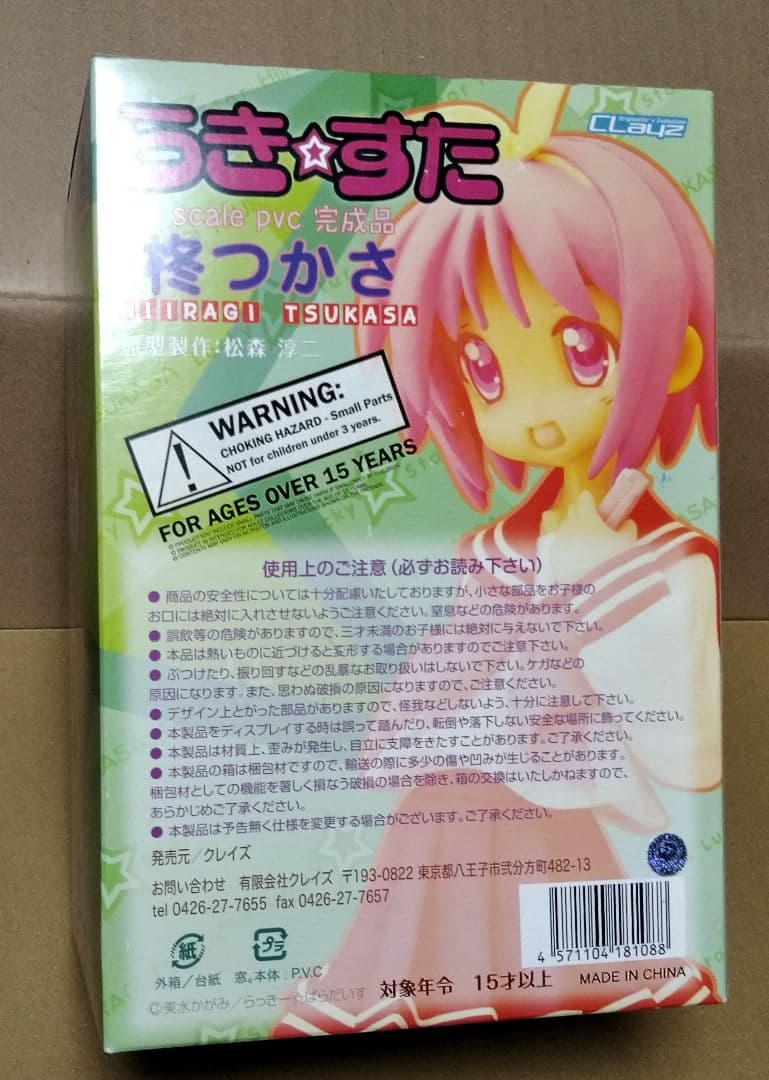 らき☆すた
Originality's Evolution
CLayz
scale pvc 完成品
柊つかさ
HIIRAGI TSUKASA
原型製作：松森 淳二
WARNING:
CHOKING HAZARD - Small Parts
NOT for children under 3 years.
FOR AGES OVER 15 YEARS
使用上のご注意（必ずお読み下さい）
● 商品の安全性については十分配慮いたしておりますが、小さな部品をお子様の
お口には絶対に入れさせないようご注意ください。窒息などの危険があります。
● 誤飲等の危険がありますので、三才未満のお子様には絶対に与えないで下さい。
● 本品は熱いものに近づけると変形する場合がありますのでご注意下さい。
● ぶつけたり、振り回すなどの乱暴なお取り扱いはしないで下さい。ケガなどの
原因になります。また、思わぬ破損の原因になりますので、ご注意ください。
● デザイン上とがった部品がありますので、怪我などしないよう、十分に注意して下さい。
● 本製品をディスプレイする時は誤って踏んだり、転倒や落下しない安全な場所に飾ってください。
● 本製品は材質上、歪みが発生し、目立に支障をきたすことがあります。ご了承ください。
● 本製品の箱は梱包材ですので、輸送の際に多少の傷や凹みが生じることがあります。
梱包材としての機能を著しく損なう破損の場合を除き、箱の交換はいたしかねますので、
あらかじめご了承ください。
● 本製品は予告無く仕様を変更する場合がございます。ご了承ください。
発売元／クレイズ
お問い合わせ 有限会社クレイズ 〒193-0822 東京都八王子市弐分方町482-13
tel 0426-27-7655 fax 0426-27-7657
紙
プラ
外箱／台紙 窓。本体：P.V.C
4 571104 181088
対象年令 15才以上 MADE IN CHINA
©美水かがみ／らっきー☆ぱらだいす